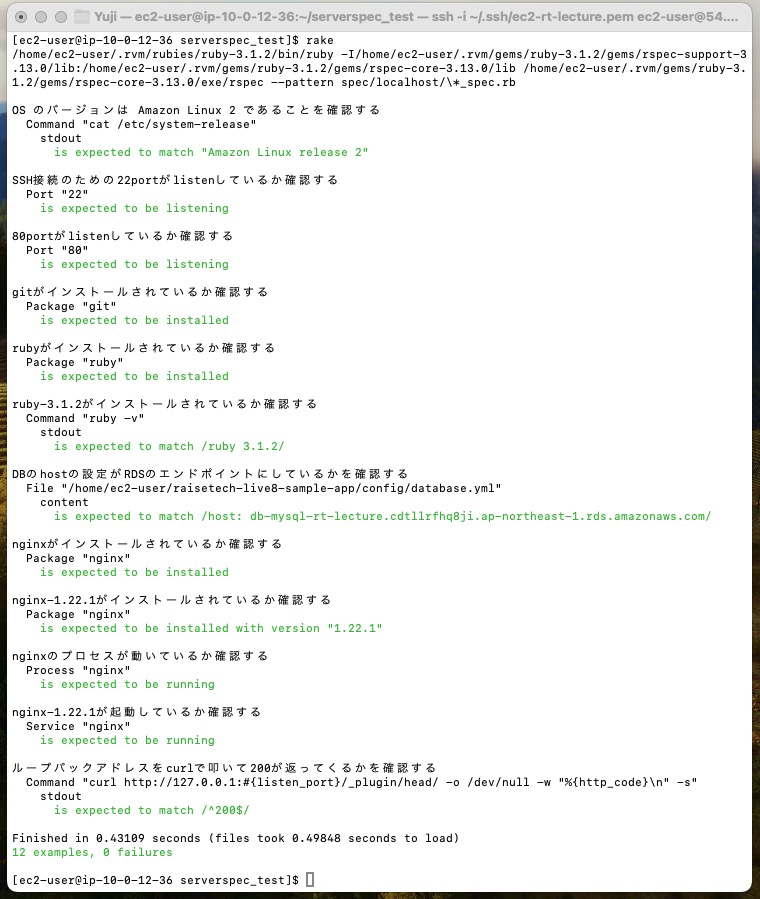 Yuji — ec2-user@ip-10-0-12-36:~/serverspec_test — ssh -i ~/.ssh/ec2-rt-lecture.pem ec2-user@54....
[ec2-user@ip-10-0-12-36 serverspec_test]$ rake
/home/ec2-user/.rvm/rubies/ruby-3.1.2/bin/ruby -I/home/ec2-user/.rvm/gems/ruby-3.1.2/gems/rspec-support-3
.13.0/lib:/home/ec2-user/.rvm/gems/ruby-3.1.2/gems/rspec-core-3.13.0/lib /home/ec2-user/.rvm/gems/ruby-3.
1.2/gems/rspec-core-3.13.0/exe/rspec --pattern spec/localhost/\*_spec.rb
OS のバージョンは Amazon Linux 2 であることを確認する
Command "cat /etc/system-release"
stdout
is expected to match "Amazon Linux release 2"
SSH接続のための22portがlistenしているか確認する
Port "22"
is expected to be listening
80portがlistenしているか確認する
Port "80"
is expected to be listening
gitがインストールされているか確認する
Package "git"
is expected to be installed
rubyがインストールされているか確認する
Package "ruby"
is expected to be installed
ruby-3.1.2がインストールされているか確認する
Command "ruby -v"
stdout
is expected to match /ruby 3.1.2/
DBのhostの設定がRDSのエンドポイントにしているかを確認する
File "/home/ec2-user/raisetech-live8-sample-app/config/database.yml"
content
is expected to match /host: db-mysql-rt-lecture.cdtllrfhq8ji.ap-northeast-1.rds.amazonaws.com/
nginxがインストールされているか確認する
Package "nginx"
is expected to be installed
nginx-1.22.1がインストールされているか確認する
Package "nginx"
is expected to be installed with version "1.22.1"
nginxのプロセスが動いているか確認する
Process "nginx"
is expected to be running
nginx-1.22.1が起動しているか確認する
Service "nginx"
is expected to be running
ループバックアドレスをcurlで叩いて200が返ってくるかを確認する
Command "curl http://127.0.0.1:#{listen_port}/_plugin/head/ -o /dev/null -w "%{http_code}\n" -s"
stdout
is expected to match /^200$/
Finished in 0.43109 seconds (files took 0.49848 seconds to load)
12 examples, 0 failures
[ec2-user@ip-10-0-12-36 serverspec_test]$